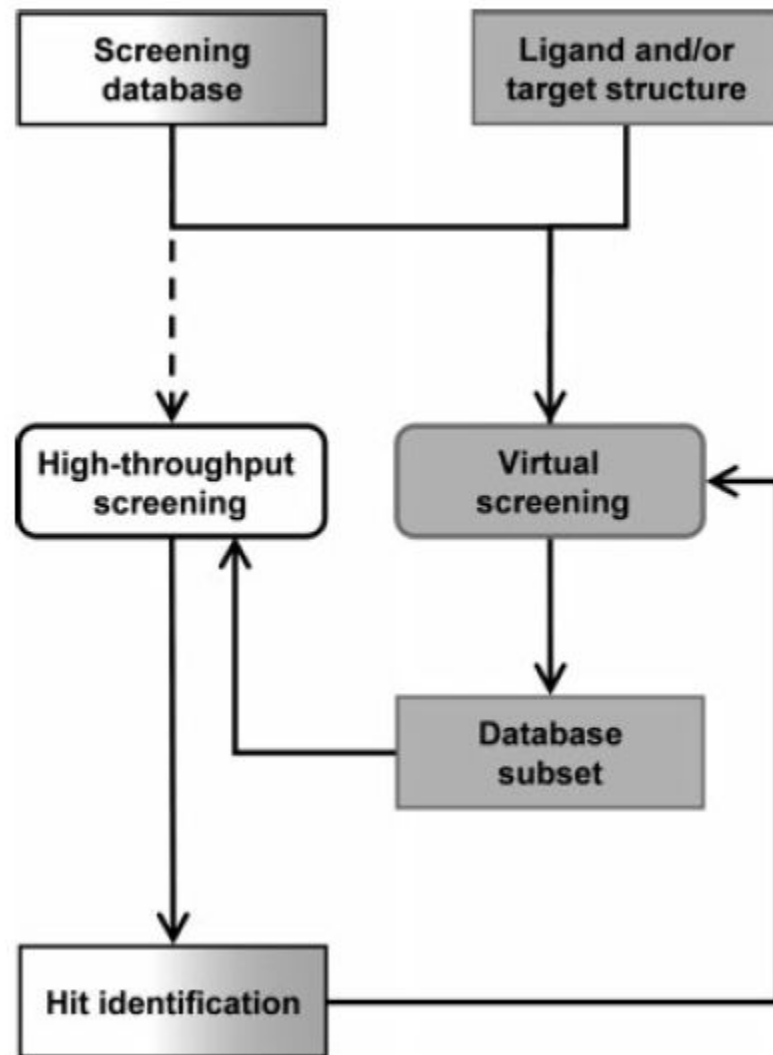 Screening
database
Ligand and/or
target structure
High-throughput
screening
Virtual
screening
Database
subset
Hit identification